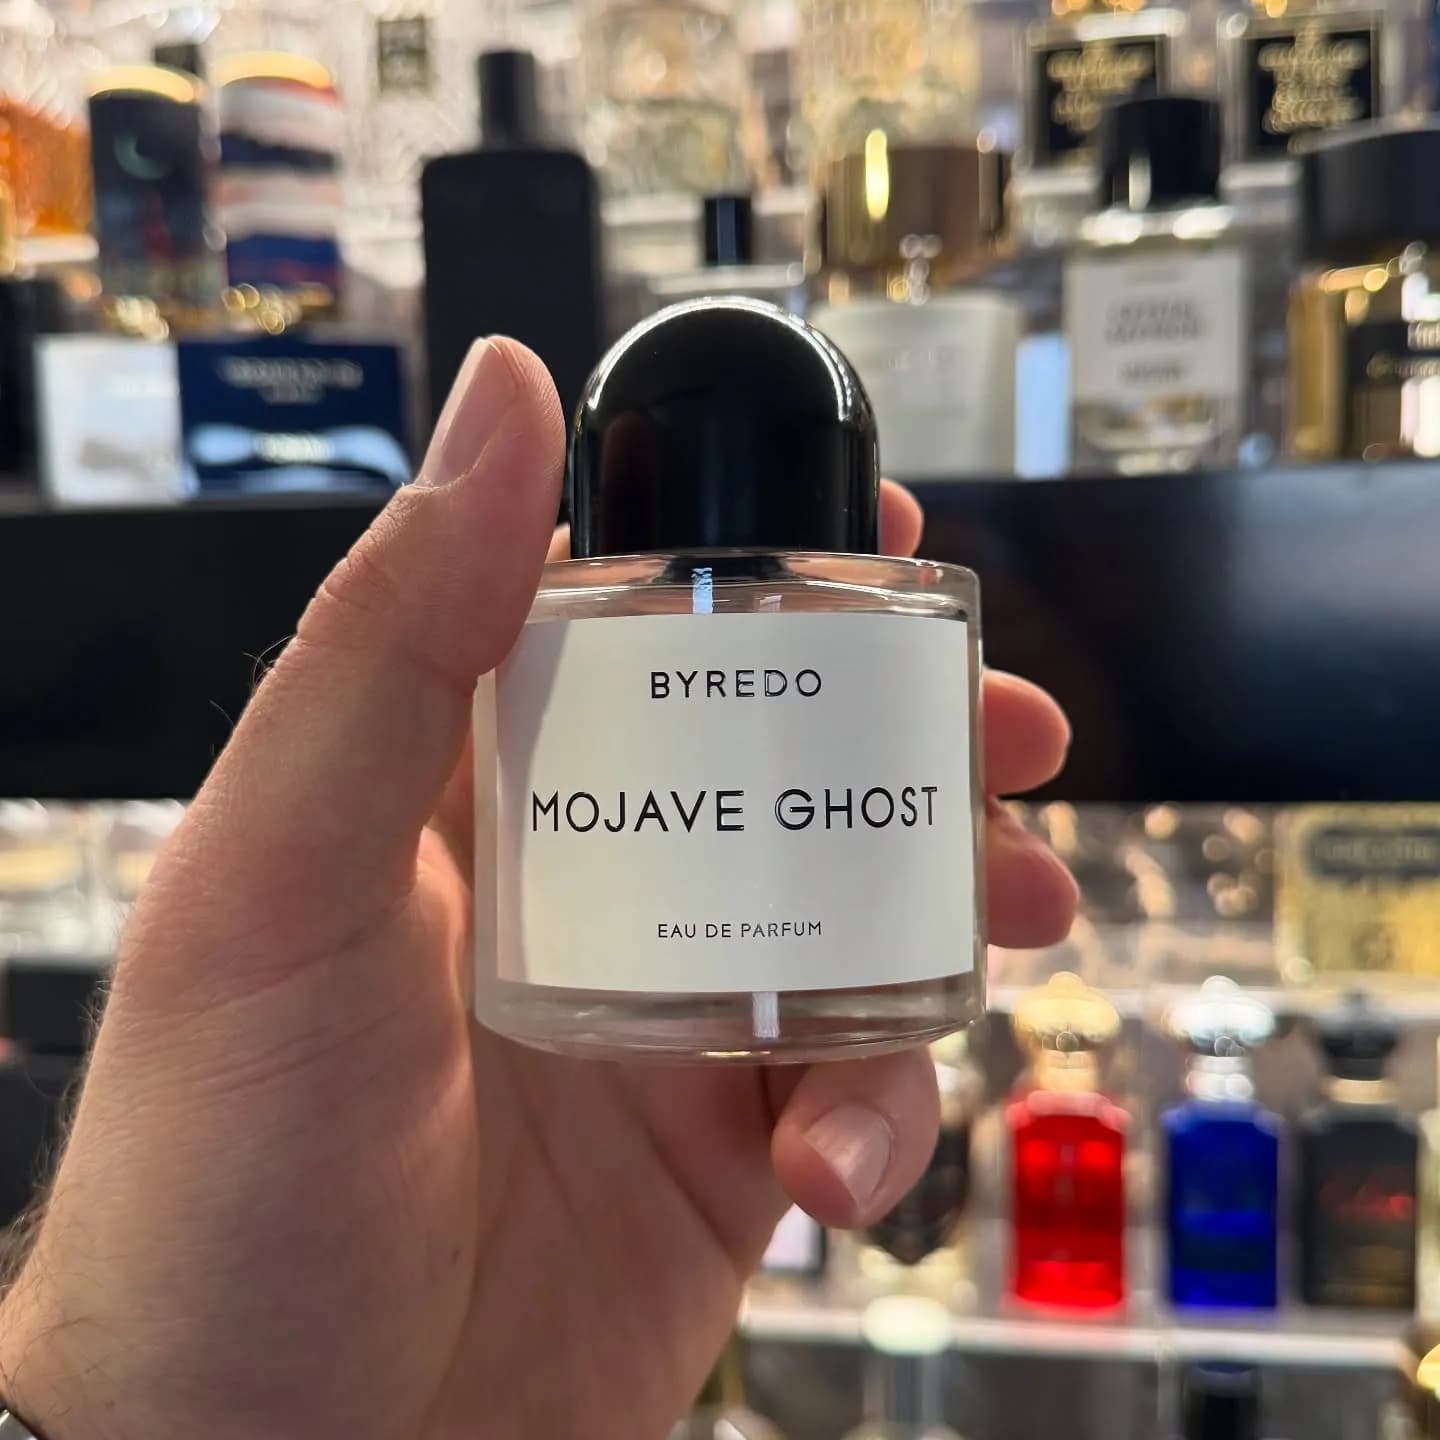 BYREDO
MOJAVE GHOST
EAU DE PARFUM